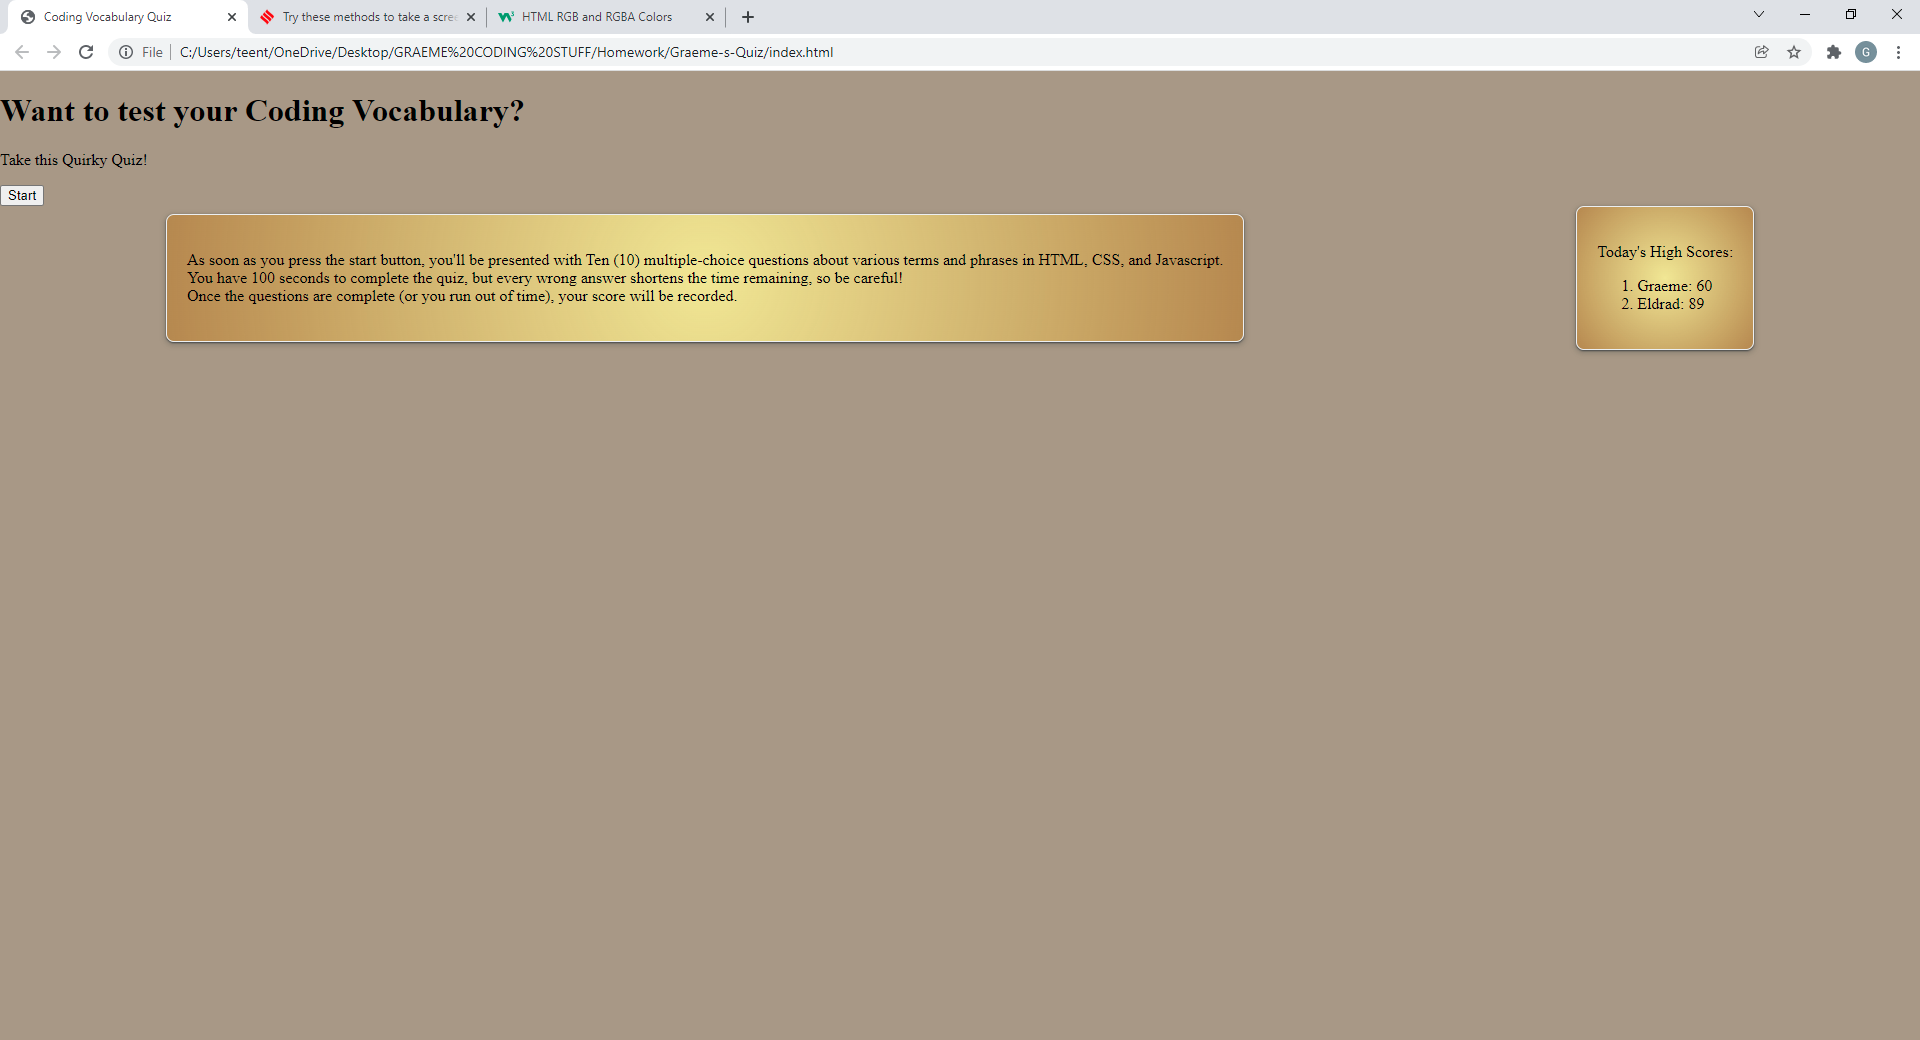 Coding Vocabulary Quiz
Try these methods to take a scree
HTML RGB and RGBA Colors
File
C:/Users/teent/OneDrive/Desktop/GRAEME%20CODING%20STUFF/Homework/Graeme-s-Quiz/index.html
G
Want to test your Coding Vocabulary?
Take this Quirky Quiz!
Start
As soon as you press the start button, you'll be presented with Ten (10) multiple-choice questions about various terms and phrases in HTML, CSS, and Javascript.
You have 100 seconds to complete the quiz, but every wrong answer shortens the time remaining, so be careful!
Once the questions are complete (or you run out of time), your score will be recorded.
Today's High Scores:
1. Graeme: 60
2. Eldrad: 89